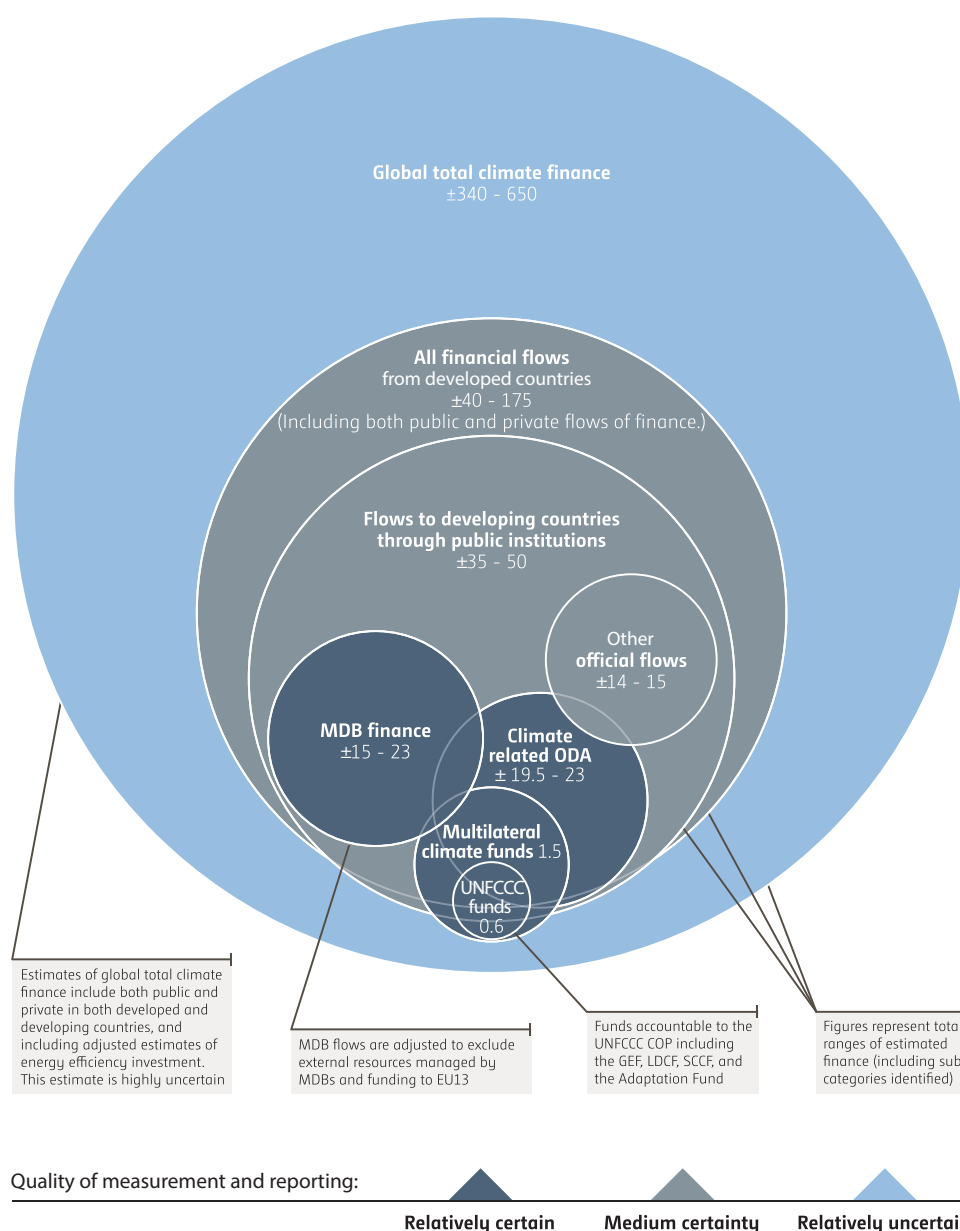 Global total climate finance
±340 - 650
All financial flows
from developed countries
±40 - 175
(Including both public and private flows of finance.)
Flows to developing countries
through public institutions
±35 - 50
Other
official flows
±14 - 15
MDB finance
±15 - 23
Climate
related ODA
± 19.5 - 23
Multilateral
climate funds 1.5
UNFCCC
funds
0.6
Estimates of global total climate
finance include both public and
private in both developed and
developing countries, and
including adjusted estimates of
energy efficiency investment.
This estimate is highly uncertain
MDB flows are adjusted to exclude
external resources managed by
MDBs and funding to EU13
Funds accountable to the
UNFCCC COP including
the GEF, LDCF, SCCF, and
the Adaptation Fund
Figures represent tota
ranges of estimated
finance (including sub
categories identified)
Quality of measurement and reporting:
Relatively certain
Medium certainty
Relatively uncertai